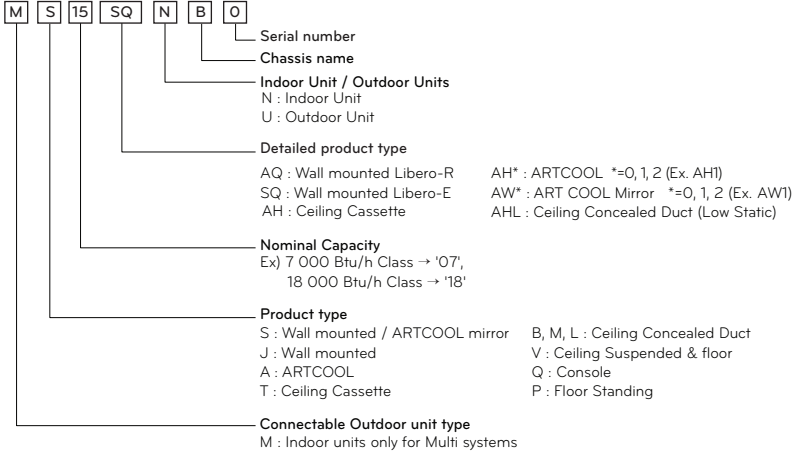 M S 15 SQ N B 0
Serial number
Chassis name
Indoor Unit / Outdoor Units
N : Indoor Unit
U : Outdoor Unit
Detailed product type
AQ : Wall mounted Libero-R AH* : ARTCOOL *=0, 1, 2 (Ex. AH1)
SQ : Wall mounted Libero-E AW* : ART COOL Mirror *=0, 1, 2 (Ex. AW1)
AH : Ceiling Cassette AHL : Ceiling Concealed Duct (Low Static)
Nominal Capacity
Ex) 7 000 Btu/h Class → '07',
18 000 Btu/h Class → '18'
Product type
S : Wall mounted / ARTCOOL mirror B, M, L : Ceiling Concealed Duct
J : Wall mounted V : Ceiling Suspended & floor
A : ARTCOOL Q : Console
T : Ceiling Cassette P : Floor Standing
Connectable Outdoor unit type
M : Indoor units only for Multi systems